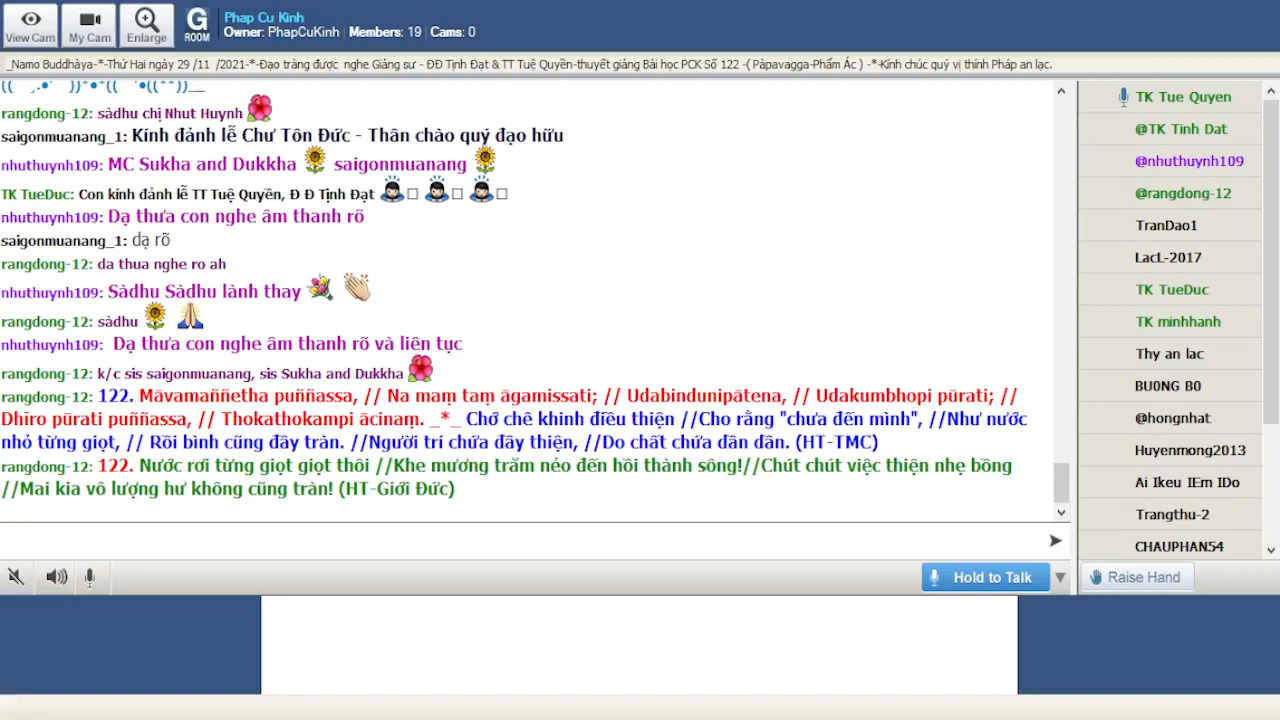 View Cam
My Cam
Enlarge
G
ROOM
Phap Cu Kinh
Owner: PhapCuKinh | Members: 19 | Cams: 0
_Namo Buddhàya-*-Thứ Hai ngày 29 /11 /2021-*-Đạo tràng được nghe Giảng sư - ĐĐ Tịnh Đạt & TT Tuệ Quyền-thuyết giảng Bài học PCK Số 122 -( Pàpavagga-Phẩm Ác ) -*-Kính chúc quý vị thính Pháp an lạc.
rangdong-12: sàdhu chị Nhut Huynh
saigonmuanang_1: Kính đảnh lễ Chư Tôn Đức - Thân chào quý đạo hữu
nhuthuynh109: MC Sukha and Dukkha saigonmuanang
TK TueDuc: Con kính đảnh lễ TT Tuệ Quyền, Đ Đ Tịnh Đạt
nhuthuynh109: Dạ thưa con nghe âm thanh rõ
saigonmuanang_1: dạ rõ
rangdong-12: da thua nghe ro ah
nhuthuynh109: Sàdhu Sàdhu lành thay
rangdong-12: sàdhu
nhuthuynh109: Dạ thưa con nghe âm thanh rõ và liên tục
rangdong-12: k/c sis saigonmuanang, sis Sukha and Dukkha
rangdong-12: 122. Māvamaññetha puññassa, // Na maṃ taṃ āgamissati; // Udabindunipātena, // Udakumbhopi pūrati; //
Dhīro pūrati puññassa, // Thokathokampi ācinaṃ. _*_ Chớ chê khinh điều thiện //Cho rằng "chưa đến mình", //Như nước
nhỏ từng giọt, // Rồi bình cũng đầy tràn. //Người trí chứa đầy thiện, //Do chất chứa dần dần. (HT-TMC)
rangdong-12: 122. Nước rơi từng giọt giọt thôi //Khe mương trăm nẻo đến hồi thành sông!//Chút chút việc thiện nhẹ bồng
//Mai kia vô lượng hư không cũng tràn! (HT-Giới Đức)
Hold to Talk
TK Tue Quyen
@TK Tinh Dat
@nhuthuynh109
@rangdong-12
TranDao1
LacL-2017
TK TueDuc
TK minhhanh
Thy an lac
BU0NG B0
@hongnhat
Huyenmong2013
Ai Ikeu IEm IDo
Trangthu-2
CHAUPHAN54
Raise Hand